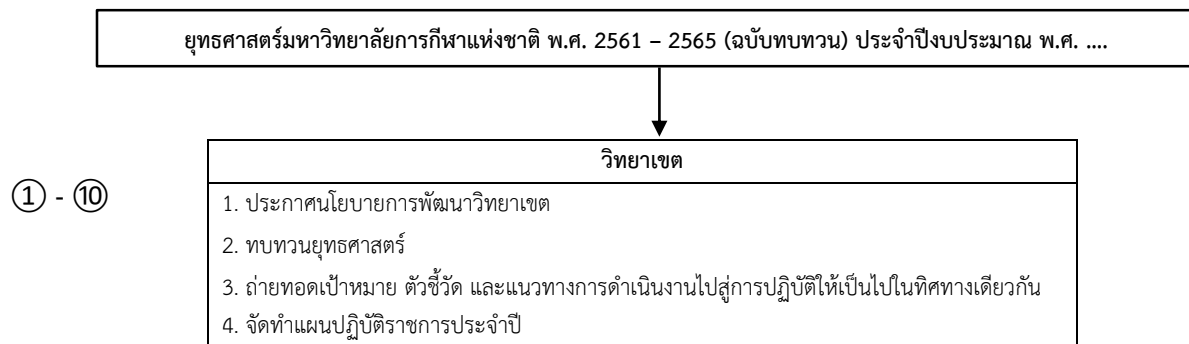 ยุทธศาสตร์มหาวิทยาลัยการกีฬาแห่งชาติ พ.ศ. 2561 – 2565 (ฉบับทบทวน) ประจำปีงบประมาณ พ.ศ. ....
วิทยาเขต
① - ⑩
1. ประกาศนโยบายการพัฒนาวิทยาเขต
2. ทบทวนยุทธศาสตร์
3. ถ่ายทอดเป้าหมาย ตัวชี้วัด และแนวทางการดำเนินงานไปสู่การปฏิบัติให้เป็นไปในทิศทางเดียวกัน
4. จัดทำแผนปฏิบัติราชการประจำปี